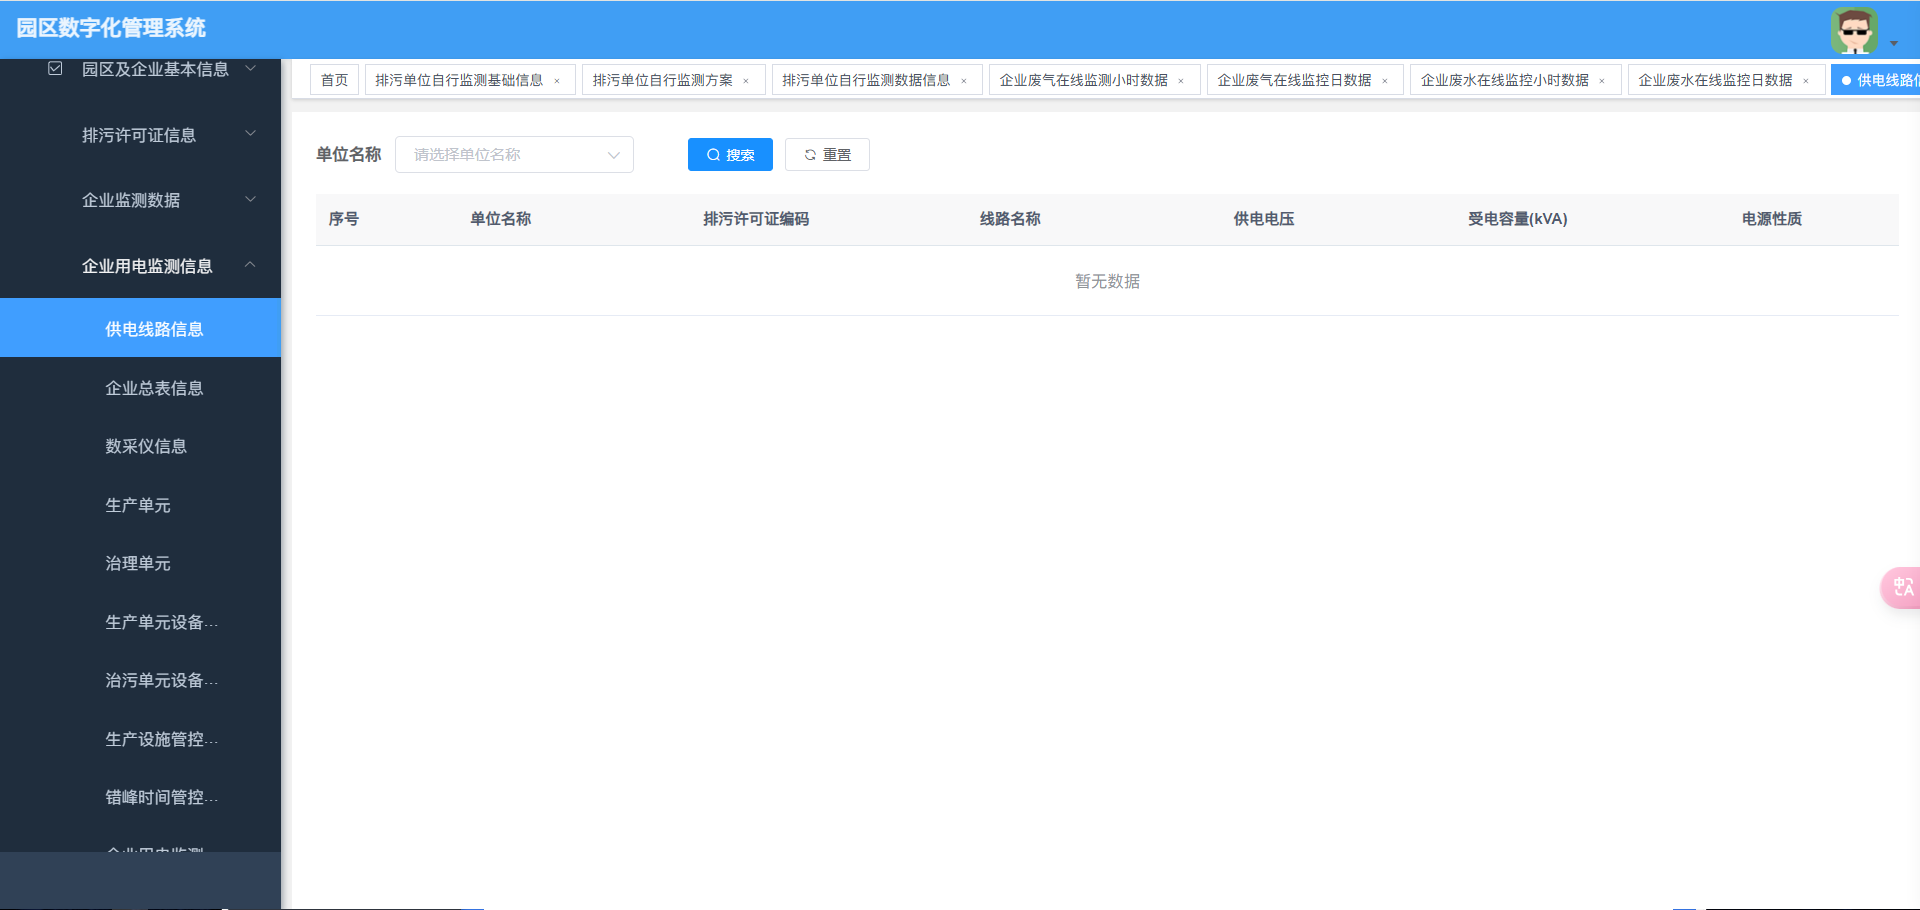 园区数字化管理系统
园区及企业基本信息
排污许可证信息
企业监测数据
企业用电监测信息
供电线路信息
企业总表信息
数采仪信息
生产单元
治理单元
生产单元设备...
治污单元设备...
生产设施管控...
错峰时间管控...
首页 排污单位自行监测基础信息 × 排污单位自行监测方案 × 排污单位自行监测数据信息 × 企业废气在线监测小时数据 × 企业废气在线监控日数据 × 企业废水在线监控小时数据 × 企业废水在线监控日数据 × 供电线路信
单位名称 请选择单位名称 搜索 重置
序号 单位名称 排污许可证编码 线路名称 供电电压 受电容量(kVA) 电源性质
暂无数据